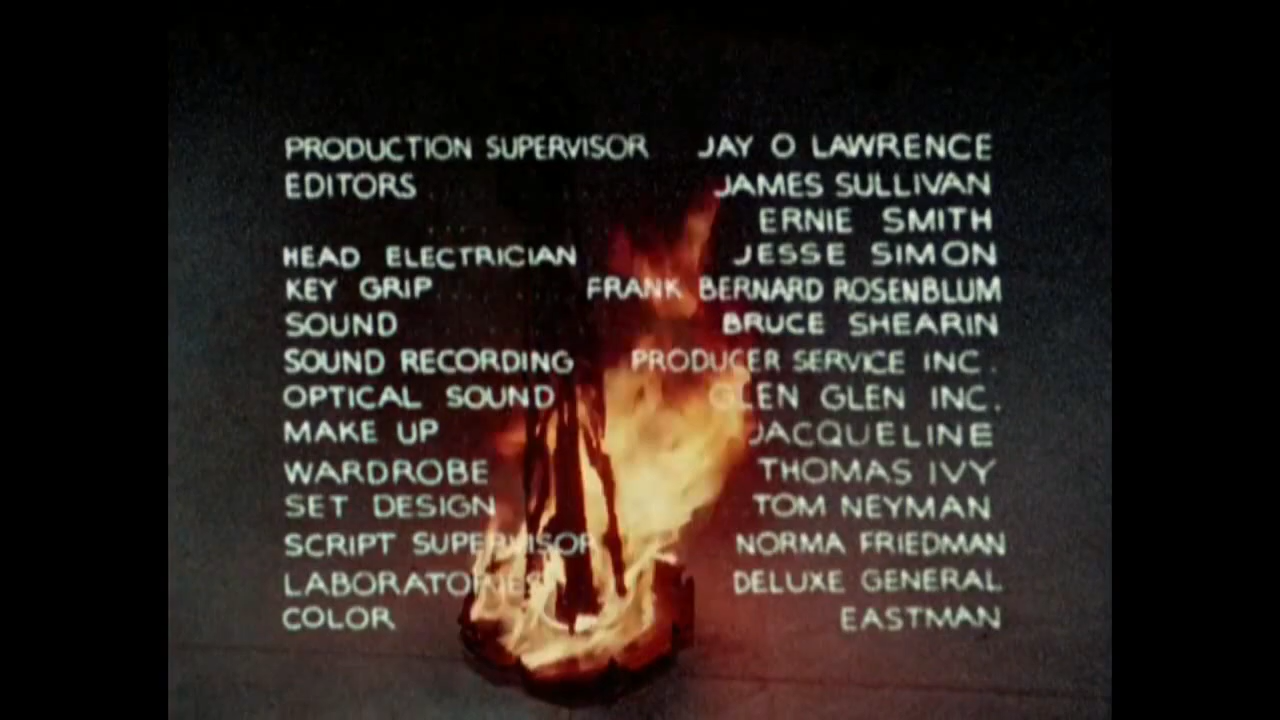 PRODUCTION SUPERVISOR JAY O LAWRENCE
EDITORS JAMES SULLIVAN
ERNIE SMITH
HEAD ELECTRICIAN JESSE SIMON
KEY GRIP FRANK BERNARD ROSENBLUM
SOUND BRUCE SHEARIN
SOUND RECORDING PRODUCER SERVICE INC.
OPTICAL SOUND GLEN GLEN INC.
MAKE UP JACQUELINE
WARDROBE THOMAS IVY
SET DESIGN TOM NEYMAN
SCRIPT SUPERVISOR NORMA FRIEDMAN
LABORATORIES DELUXE GENERAL
COLOR EASTMAN